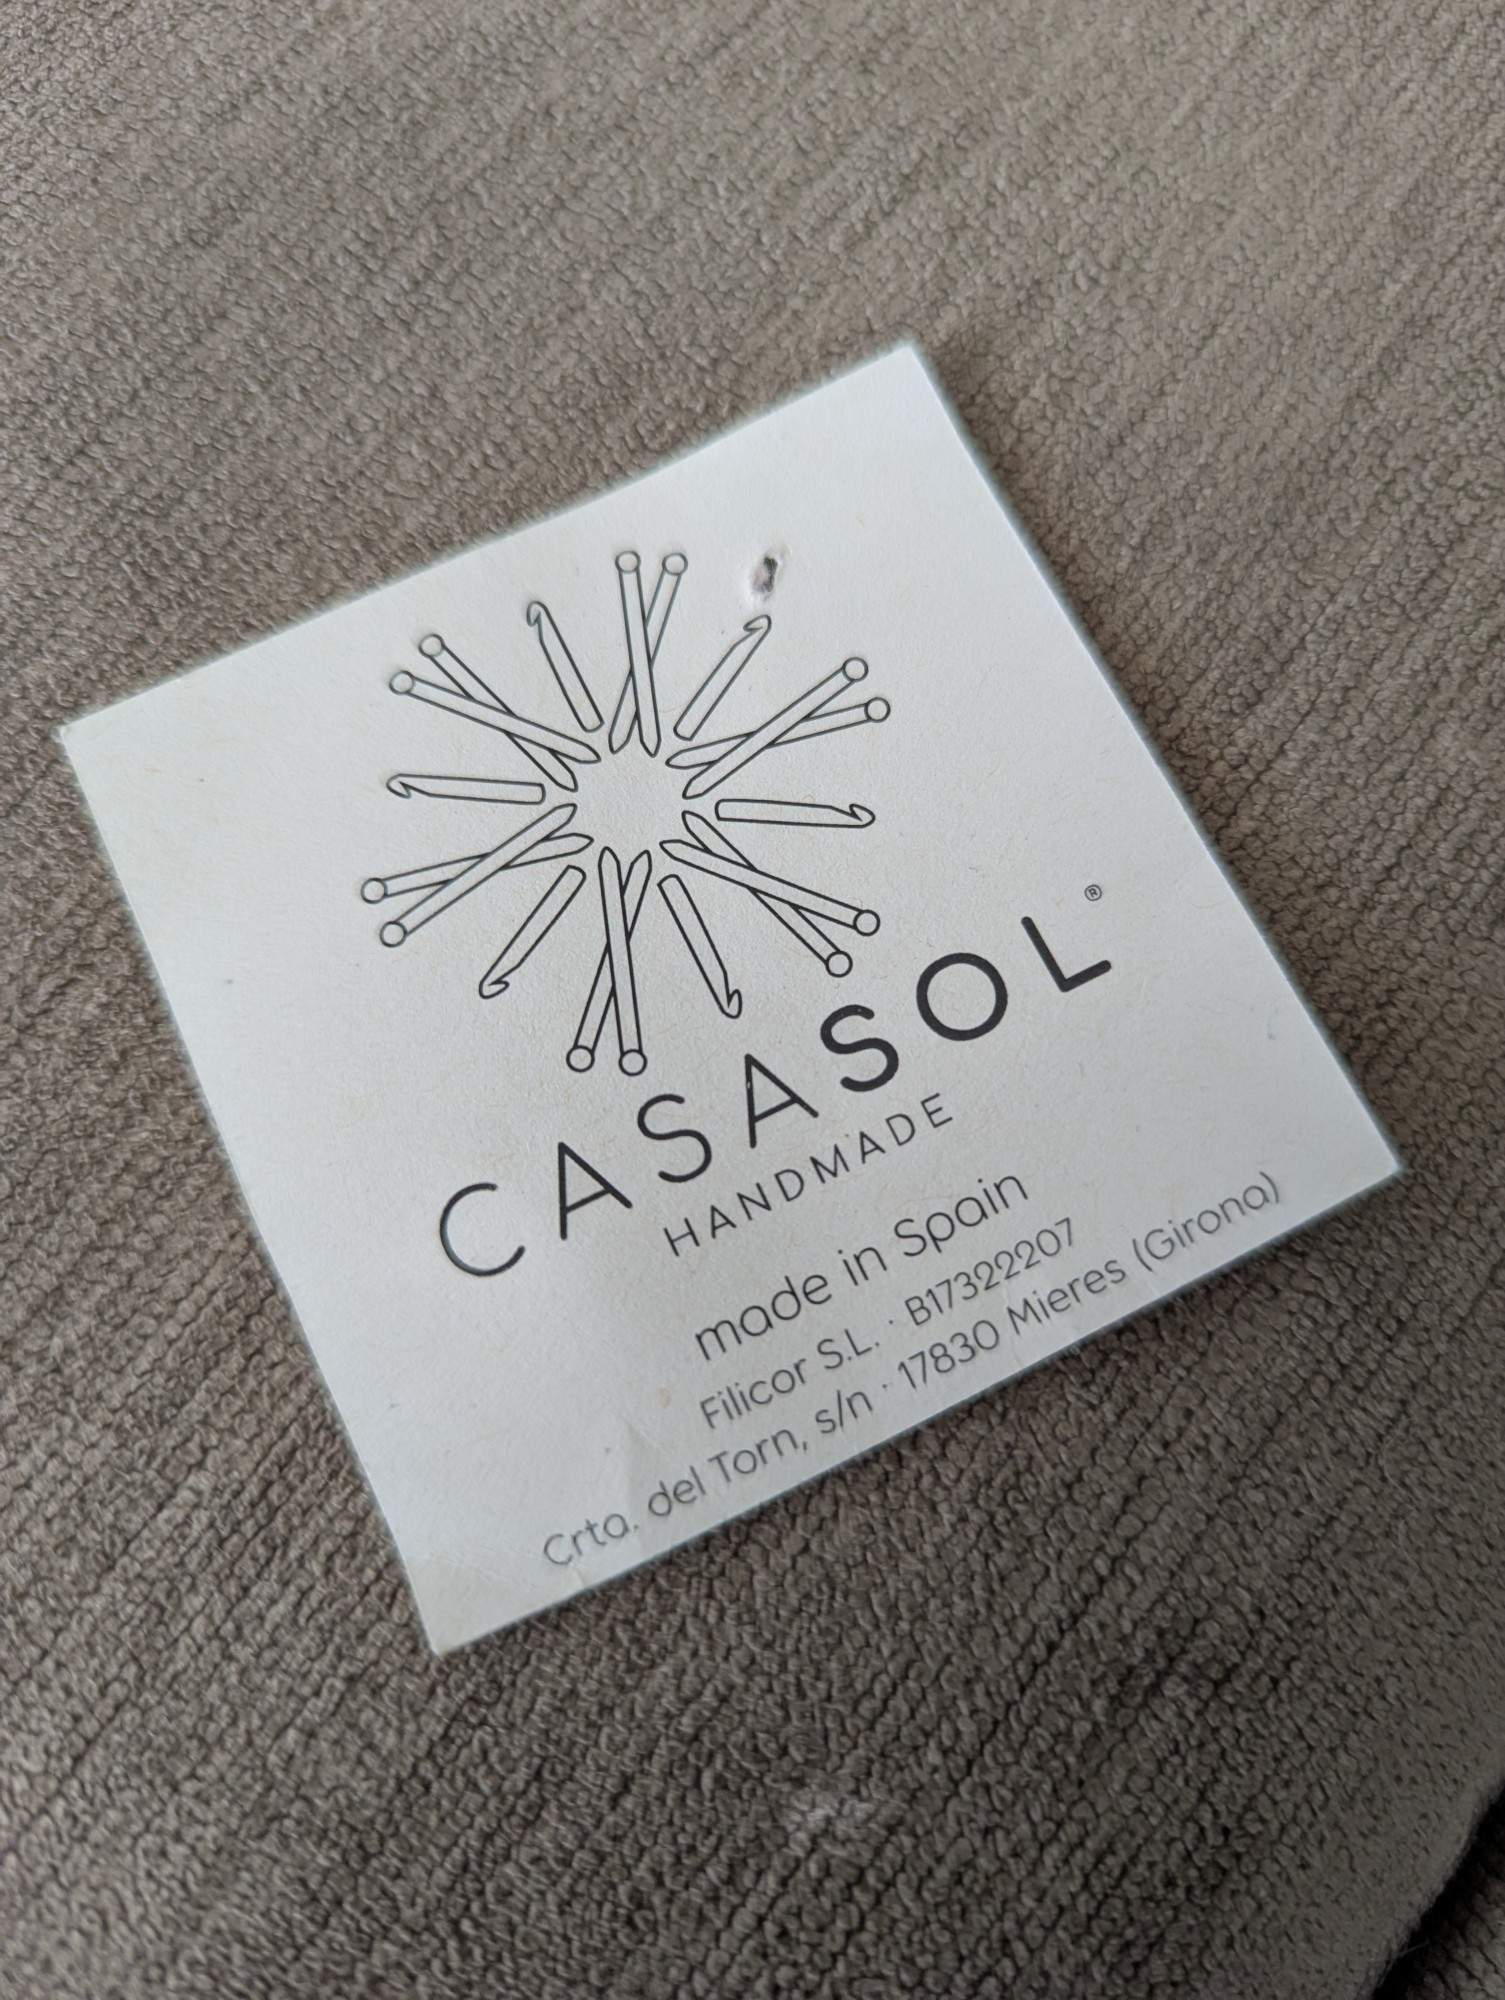 CASASOL®
HANDMADE
made in Spain
Filicor S.L. · B17322207
Crta. del Torn, s/n · 17830 Mieres (Girona)